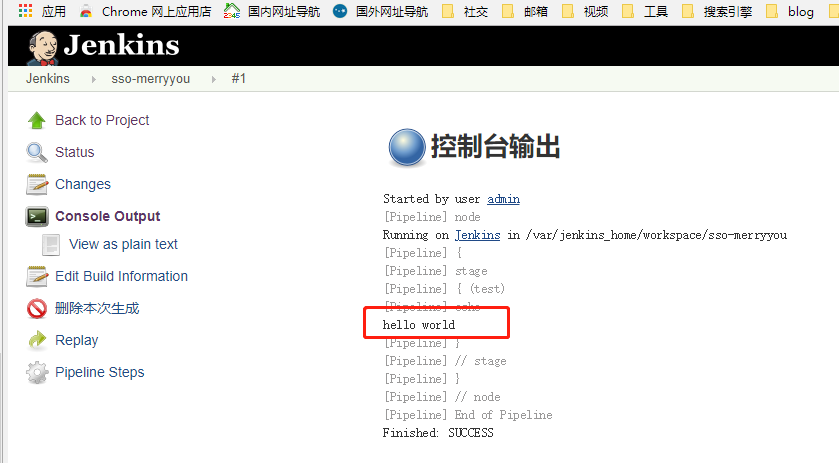 应用 Chrome 网上应用店 2345 国内网址导航 国外网址导航 社交 邮箱 视频 工具 搜索引擎 blog
Jenkins
Jenkins sso-merryyou #1
Back to Project
Status
Changes
Console Output
View as plain text
Edit Build Information
删除本次生成
Replay
Pipeline Steps
控制台输出
Started by user admin
[Pipeline] node
Running on Jenkins in /var/jenkins_home/workspace/sso-merryyou
[Pipeline] {
[Pipeline] stage
[Pipeline] { (test)
[Pipeline] echo
hello world
[Pipeline] }
[Pipeline] // stage
[Pipeline] }
[Pipeline] // node
[Pipeline] End of Pipeline
Finished: SUCCESS